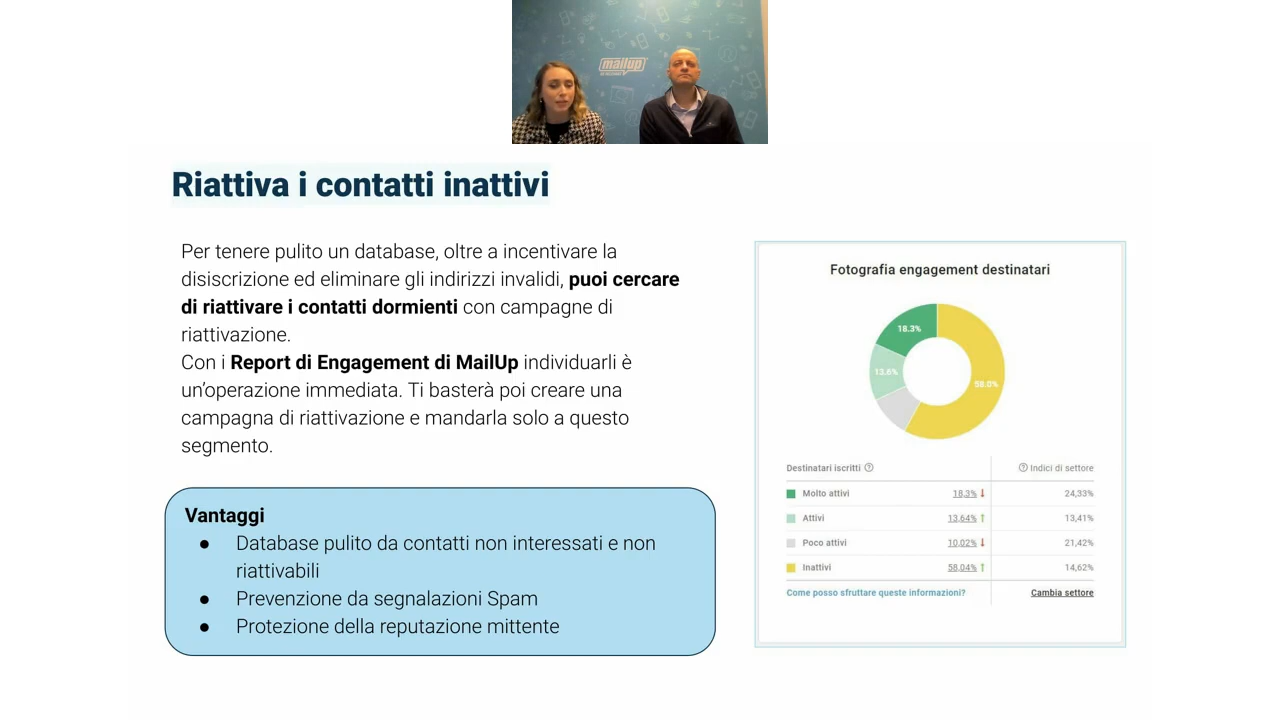 mailup
Riattiva i contatti inattivi
Per tenere pulito un database, oltre a incentivare la
disiscrizione ed eliminare gli indirizzi invalidi, puoi cercare
di riattivare i contatti dormienti con campagne di
riattivazione.
Con i Report di Engagement di MailUp individuarli è
un'operazione immediata. Ti basterà poi creare una
campagna di riattivazione e mandarla solo a questo
segmento.
Vantaggi
● Database pulito da contatti non interessati e non
riattivabili
● Prevenzione da segnalazioni Spam
● Protezione della reputazione mittente
Fotografia engagement destinatari
18.3%
13.6%
58.0%
Destinatari iscritti ? ? Indici di settore
Molto attivi 18,3% ↓ 24,33%
Attivi 13,64% ↑ 13,41%
Poco attivi 10,02% ↓ 21,42%
Inattivi 58,04% ↑ 14,62%
Come posso sfruttare queste informazioni? Cambia settore